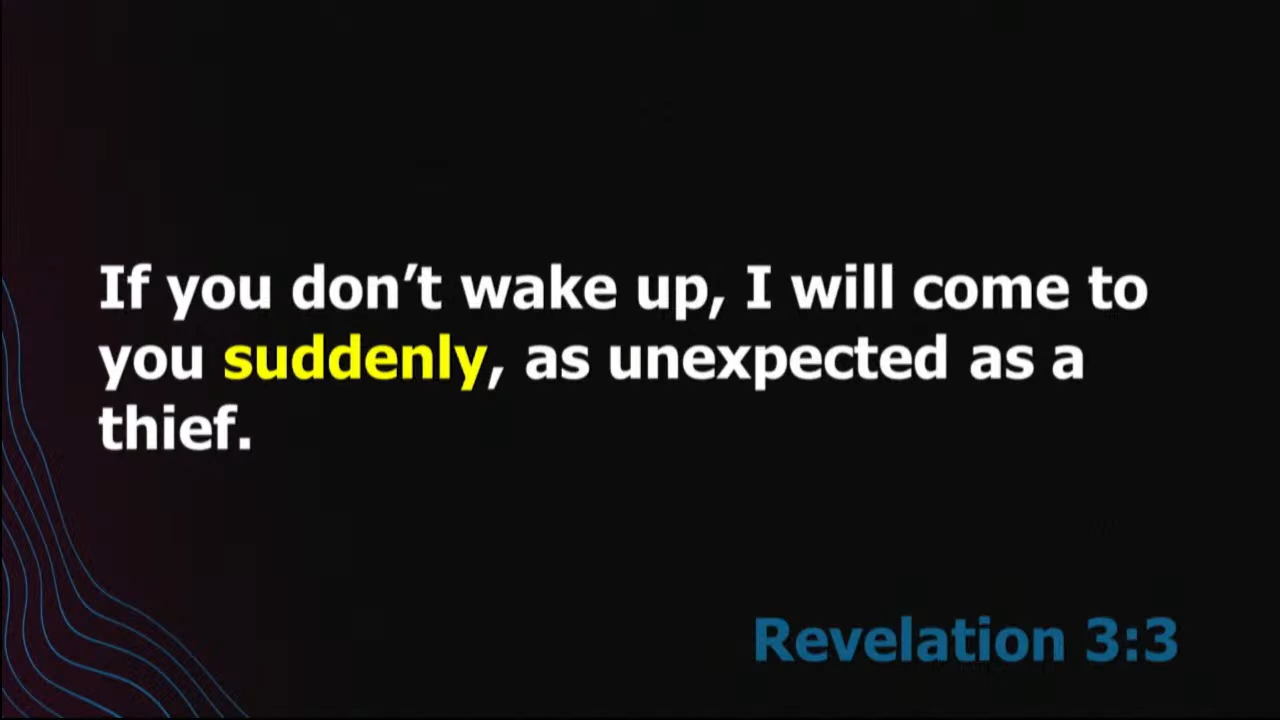 If you don’t wake up, I will come to
you suddenly, as unexpected as a
thief.
Revelation 3:3